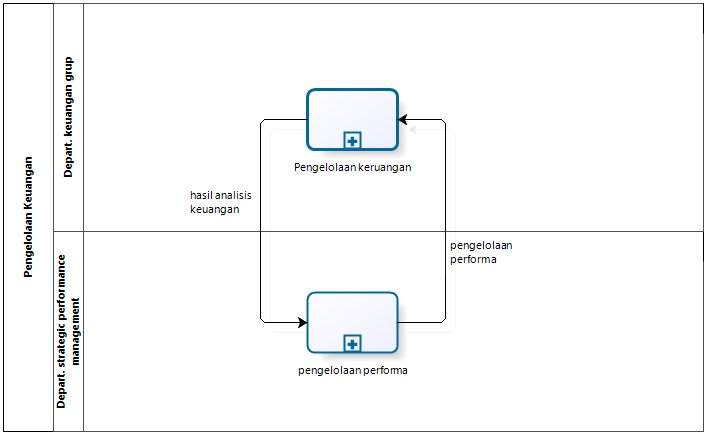 Pengelolaan Keuangan
Depart. keuangan grup
Pengelolaan keruangan
hasil analisis
keuangan
pengelolaan
performa
Depart. strategic performance
management
pengelolaan performa